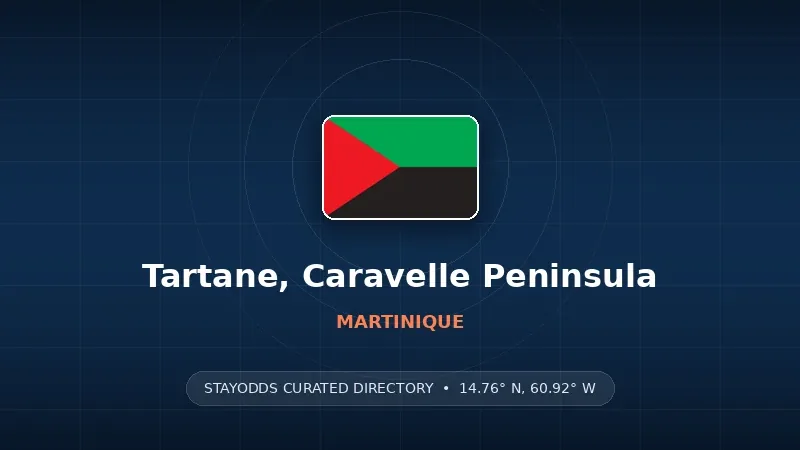 Tartane, Caravelle Peninsula
MARTINIQUE
STAYODDS CURATED DIRECTORY • 14.76° N, 60.92° W